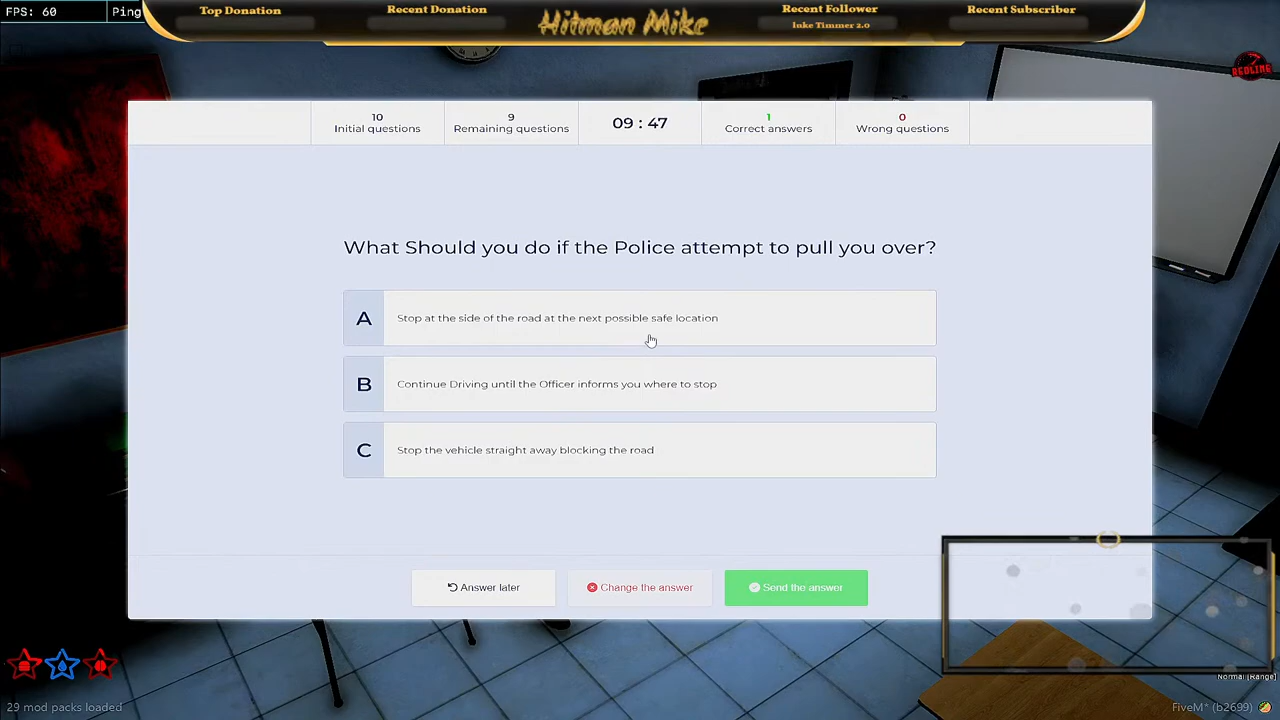 FPS: 60 Ping
Top Donation
Recent Donation
Hitman Mike
Recent Follower
luke Timmer 2.0
Recent Subscriber
REDLINE
10
Initial questions
9
Remaining questions
09 : 47
1
Correct answers
0
Wrong questions
What Should you do if the Police attempt to pull you over?
A Stop at the side of the road at the next possible safe location
B Continue Driving until the Officer informs you where to stop
C Stop the vehicle straight away blocking the road
Answer later
Change the answer
Send the answer
Normal [Range]
29 mod packs loaded
FiveM* (b2699)